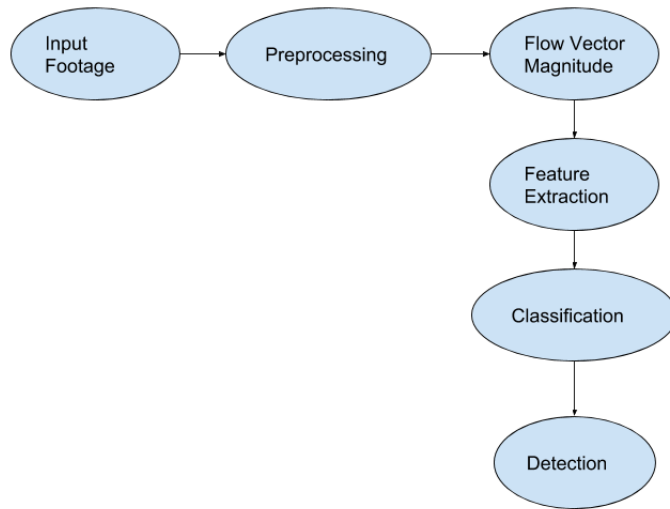 Input
Footage
Preprocessing
Flow Vector
Magnitude
Feature
Extraction
Classification
Detection